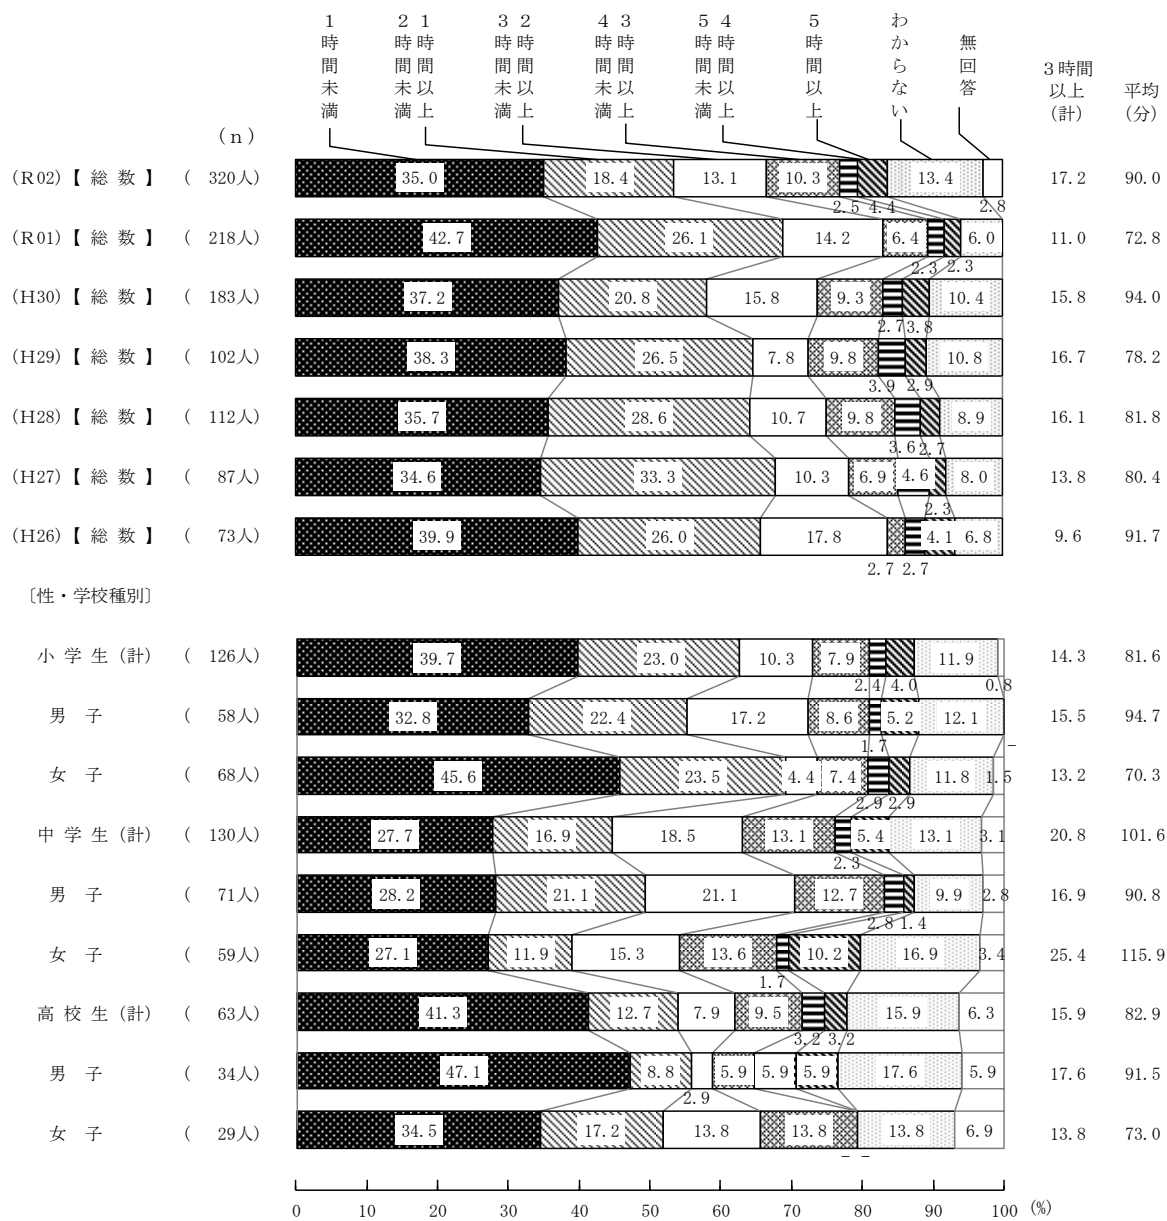 1時間未満
1時間以上
2時間未満
2時間以上
3時間未満
3時間以上
4時間未満
4時間以上
5時間未満
5時間以上
わからない
無回答
3時間以上（計）
平均（分）
（n）
(R02)【 総 数 】 ( 320人) 35.0 18.4 13.1 10.3 2.5 4.4 13.4 2.8 17.2 90.0
(R01)【 総 数 】 ( 218人) 42.7 26.1 14.2 6.4 2.3 2.3 6.0 11.0 72.8
(H30)【 総 数 】 ( 183人) 37.2 20.8 15.8 9.3 2.7 3.8 10.4 15.8 94.0
(H29)【 総 数 】 ( 102人) 38.3 26.5 7.8 9.8 3.9 2.9 10.8 16.7 78.2
(H28)【 総 数 】 ( 112人) 35.7 28.6 10.7 9.8 3.6 2.7 8.9 16.1 81.8
(H27)【 総 数 】 ( 87人) 34.6 33.3 10.3 6.9 4.6 2.3 8.0 13.8 80.4
(H26)【 総 数 】 ( 73人) 39.9 26.0 17.8 2.7 2.7 4.1 6.8 9.6 91.7
〔性・学校種別〕
小 学 生（計） ( 126人) 39.7 23.0 10.3 7.9 2.4 4.0 11.9 0.8 14.3 81.6
男 子 ( 58人) 32.8 22.4 17.2 8.6 1.7 5.2 12.1 - 15.5 94.7
女 子 ( 68人) 45.6 23.5 4.4 7.4 2.9 2.9 11.8 1.5 13.2 70.3
中 学 生（計） ( 130人) 27.7 16.9 18.5 13.1 2.3 5.4 13.1 3.1 20.8 101.6
男 子 ( 71人) 28.2 21.1 21.1 12.7 2.8 1.4 9.9 2.8 16.9 90.8
女 子 ( 59人) 27.1 11.9 15.3 13.6 1.7 10.2 16.9 3.4 25.4 115.9
高 校 生（計） ( 63人) 41.3 12.7 7.9 9.5 3.2 3.2 15.9 6.3 15.9 82.9
男 子 ( 34人) 47.1 8.8 2.9 5.9 5.9 5.9 17.6 5.9 17.6 91.5
女 子 ( 29人) 34.5 17.2 13.8 13.8 - - 13.8 6.9 13.8 73.0
0 10 20 30 40 50 60 70 80 90 100 (%)